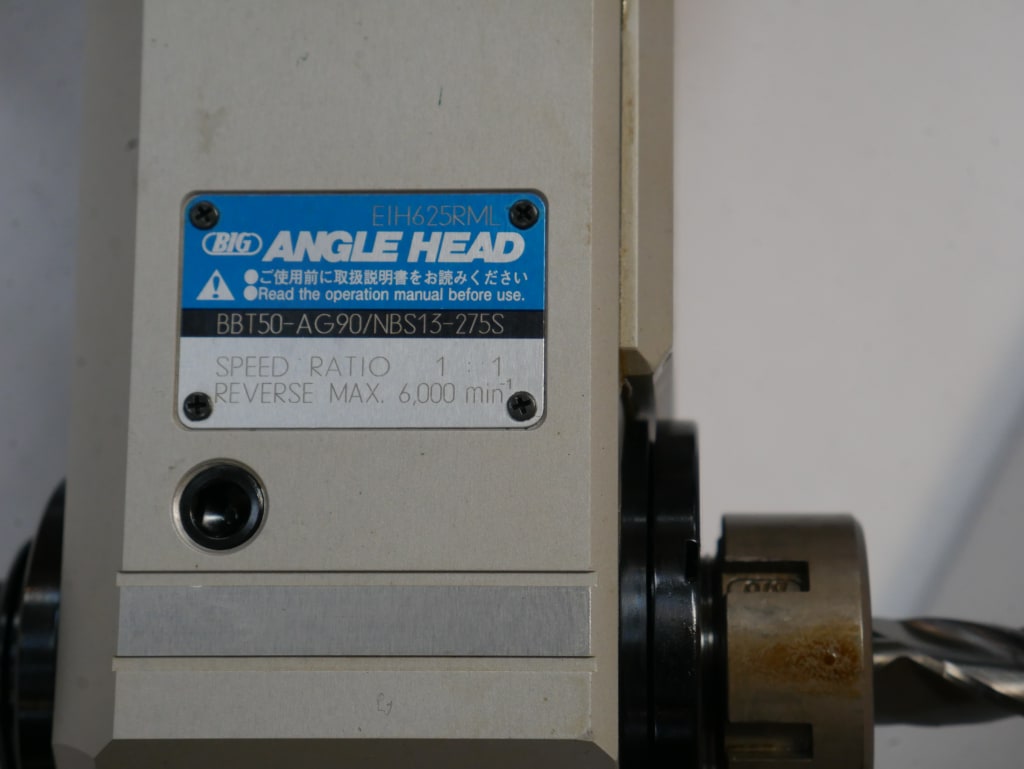 EIH625RML
BIG ANGLE HEAD
●ご使用前に取扱説明書をお読みください
●Read the operation manual before use.
BBT50-AG90/NBS13-275S
SPEED RATIO 1 : 1
REVERSE MAX. 6,000 min⁻¹